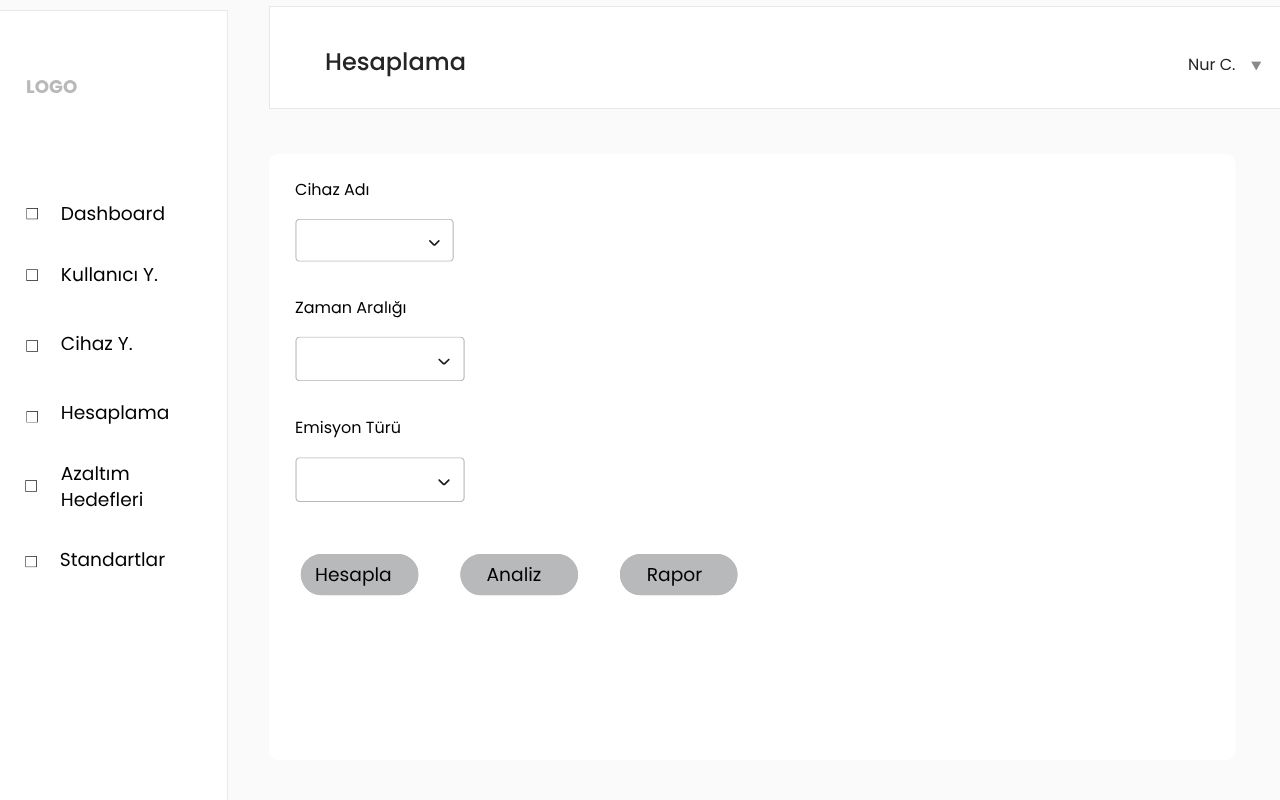 LOGO
Dashboard
Kullanıcı Y.
Cihaz Y.
Hesaplama
Azaltım
Hedefleri
Standartlar
Hesaplama
Nur C.
Cihaz Adı
Zaman Aralığı
Emisyon Türü
Hesapla
Analiz
Rapor